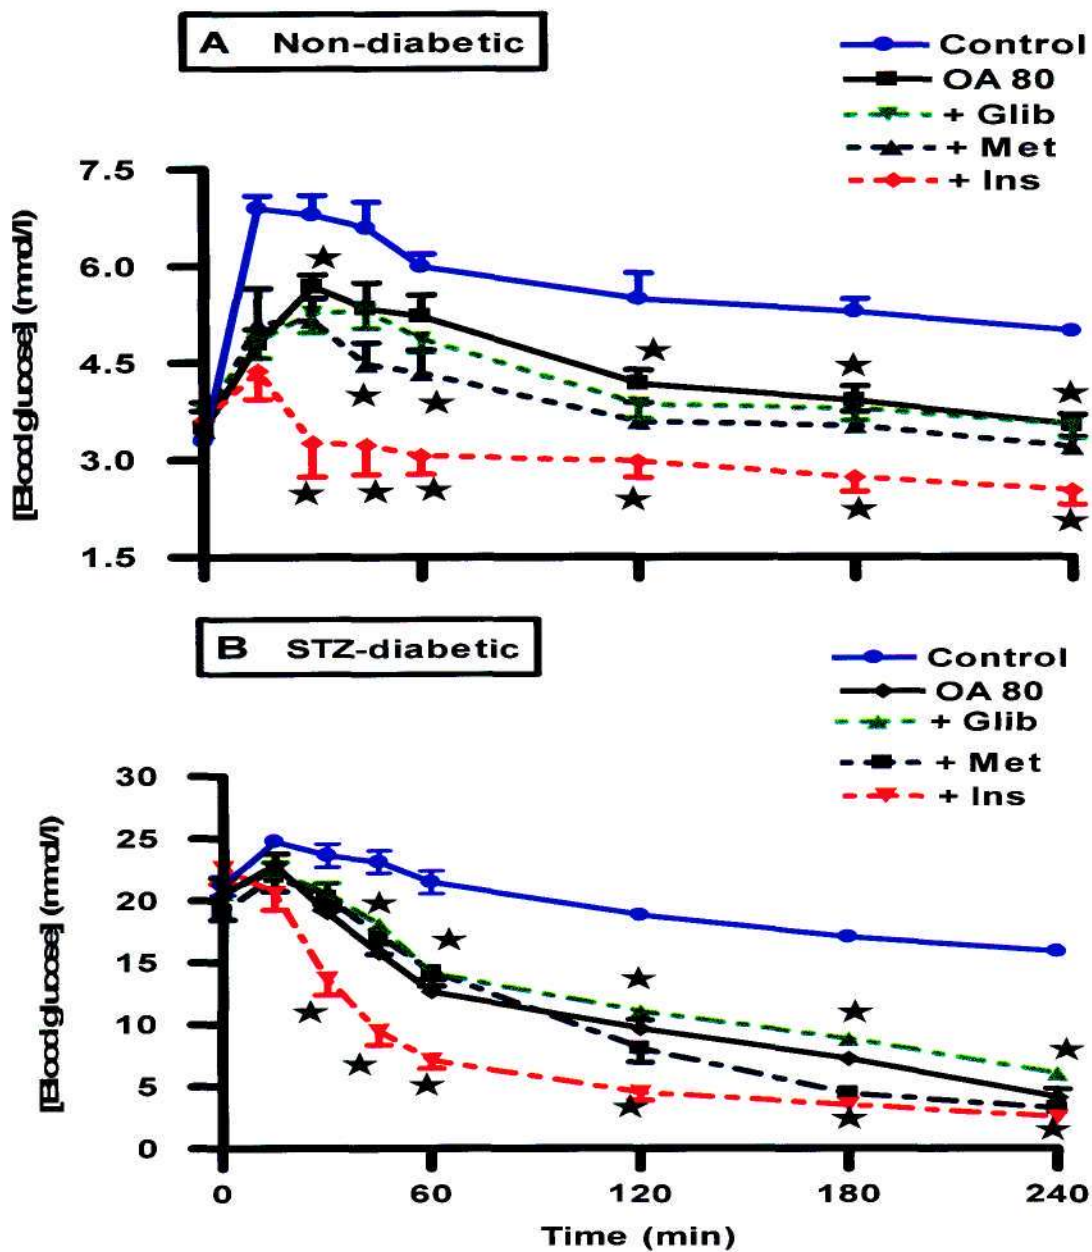 A Non-diabetic
Control
OA 80
+ Glib
+ Met
+ Ins
7.5
6.0
4.5
3.0
1.5
[Blood glucose] (mmol/l)
B STZ-diabetic
Control
OA 80
+ Glib
+ Met
+ Ins
30
25
20
15
10
5
0
[Blood glucose] (mmol/l)
0 60 120 180 240
Time (min)